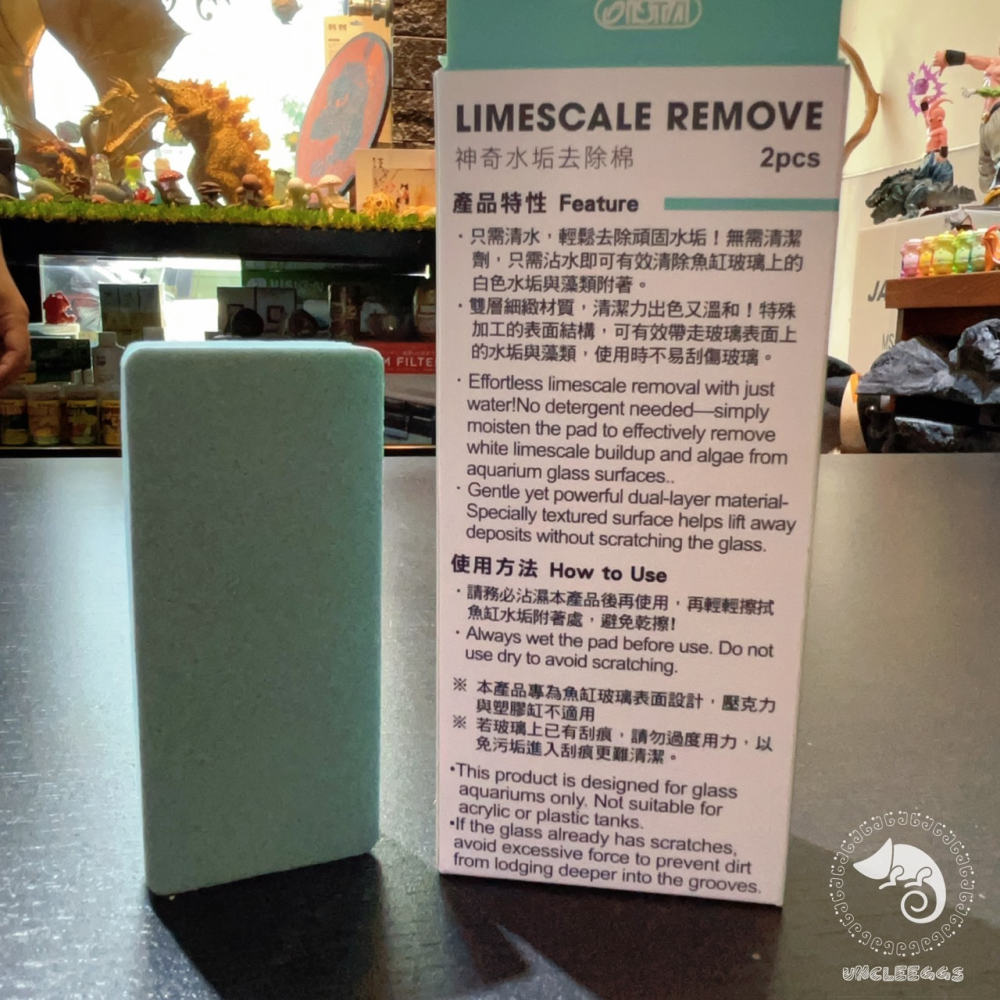 ISTA
LIMESCALE REMOVE
神奇水垢去除棉 2pcs
產品特性 Feature
·只需清水，輕鬆去除頑固水垢！無需清潔
劑，只需沾水即可有效清除魚缸玻璃上的
白色水垢與藻類附著。
·雙層細緻材質，清潔力出色又溫和！特殊
加工的表面結構，可有效帶走玻璃表面上
的水垢與藻類，使用時不易刮傷玻璃。
· Effortless limescale removal with just
water!No detergent needed—simply
moisten the pad to effectively remove
white limescale buildup and algae from
aquarium glass surfaces..
· Gentle yet powerful dual-layer material-
Specially textured surface helps lift away
deposits without scratching the glass.
使用方法 How to Use
·請務必沾濕本產品後再使用，再輕輕擦拭
魚缸水垢附著處，避免乾擦!
· Always wet the pad before use. Do not
use dry to avoid scratching.
※ 本產品專為魚缸玻璃表面設計，壓克力
與塑膠缸不適用
※ 若玻璃上已有刮痕，請勿過度用力，以
免污垢進入刮痕更難清潔。
•This product is designed for glass
aquariums only. Not suitable for
acrylic or plastic tanks.
•If the glass already has scratches,
avoid excessive force to prevent dirt
from lodging deeper into the grooves.
M FILTER
JA
MS
UNCLEEGGS